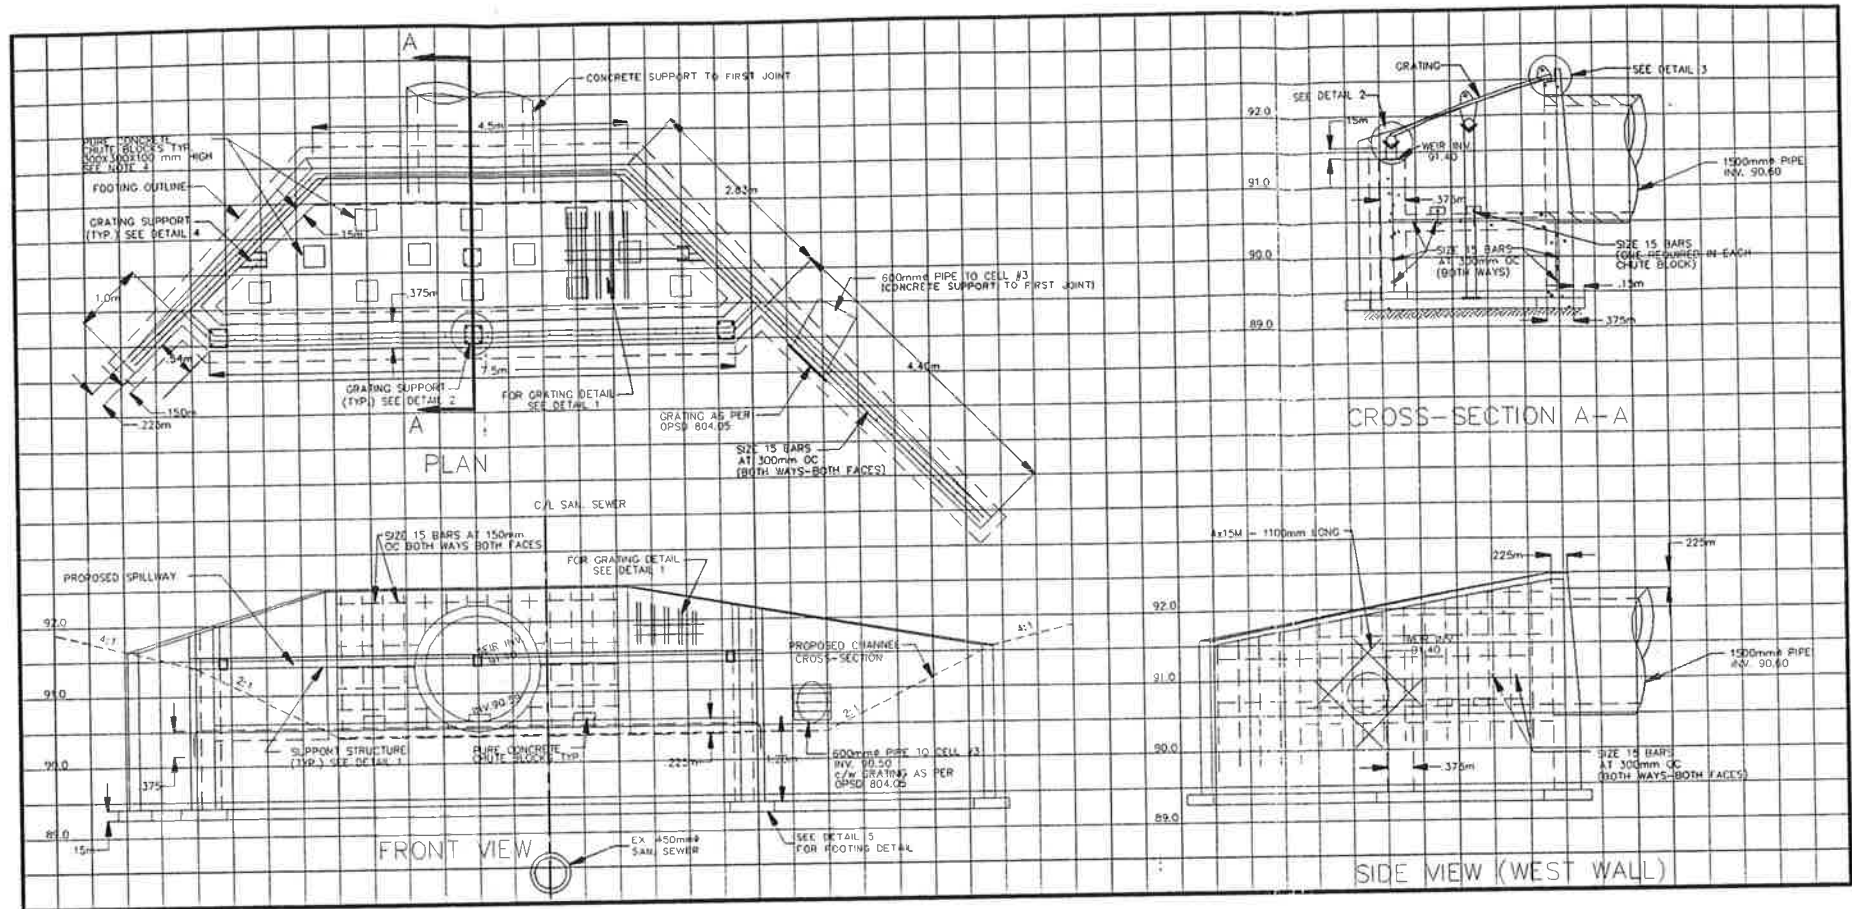 A
CONCRETE SUPPORT TO FIRST JOINT
4.5m
PURE CONCRETE
CHUTE BLOCKS TYP.
300X300X100 mm HIGH
SEE NOTE 4
FOOTING OUTLINE
GRATING SUPPORT
(TYP.) SEE DETAIL 4
.15m
2.83m
600mmø PIPE TO CELL #3
(CONCRETE SUPPORT TO FIRST JOINT)
1.0m
.375m
.54m
7.5m
4.40m
GRATING SUPPORT
(TYP.) SEE DETAIL 2
FOR GRATING DETAIL
SEE DETAIL 1
.150m
.225m
GRATING AS PER
OPSD 804.05
A
SIZE 15 BARS
AT 300mm OC
(BOTH WAYS-BOTH FACES)
PLAN
GRATING
SEE DETAIL 3
SEE DETAIL 2
92.0
.15m
WEIR INV.
91.40
1500mmø PIPE
INV. 90.60
91.0
.375m
SIZE 15 BARS
AT 300mm OC
(BOTH WAYS)
SIZE 15 BARS
(ONE REQUIRED IN EACH
CHUTE BLOCK)
90.0
.15m
89.0
.375m
CROSS-SECTION A-A
C/L SAN. SEWER
SIZE 15 BARS AT 150mm
OC BOTH WAYS BOTH FACES
FOR GRATING DETAIL
SEE DETAIL 1
PROPOSED SPILLWAY
92.0
4:1
4:1
WEIR INV.
PROPOSED CHANNEL
CROSS-SECTION
2:1
91.0
INV.90.59
2:1
SUPPORT STRUCTURE
(TYP.) SEE DETAIL 1
PURE CONCRETE
CHUTE BLOCKS TYP.
.225m
1.20m
600mmø PIPE TO CELL #3
INV. 90.50
c/w GRATING AS PER
OPSD 804.05
90.0
.375
89.0
.15m
SEE DETAIL 5
FOR FOOTING DETAIL
FRONT VIEW
EX 450mmø
SAN. SEWER
4x15M - 1100mm LONG
.225m
.225m
92.0
91.40
1500mmø PIPE
INV. 90.60
91.0
90.0
SIZE 15 BARS
AT 300mm OC
(BOTH WAYS-BOTH FACES)
.375m
89.0
SIDE VIEW (WEST WALL)